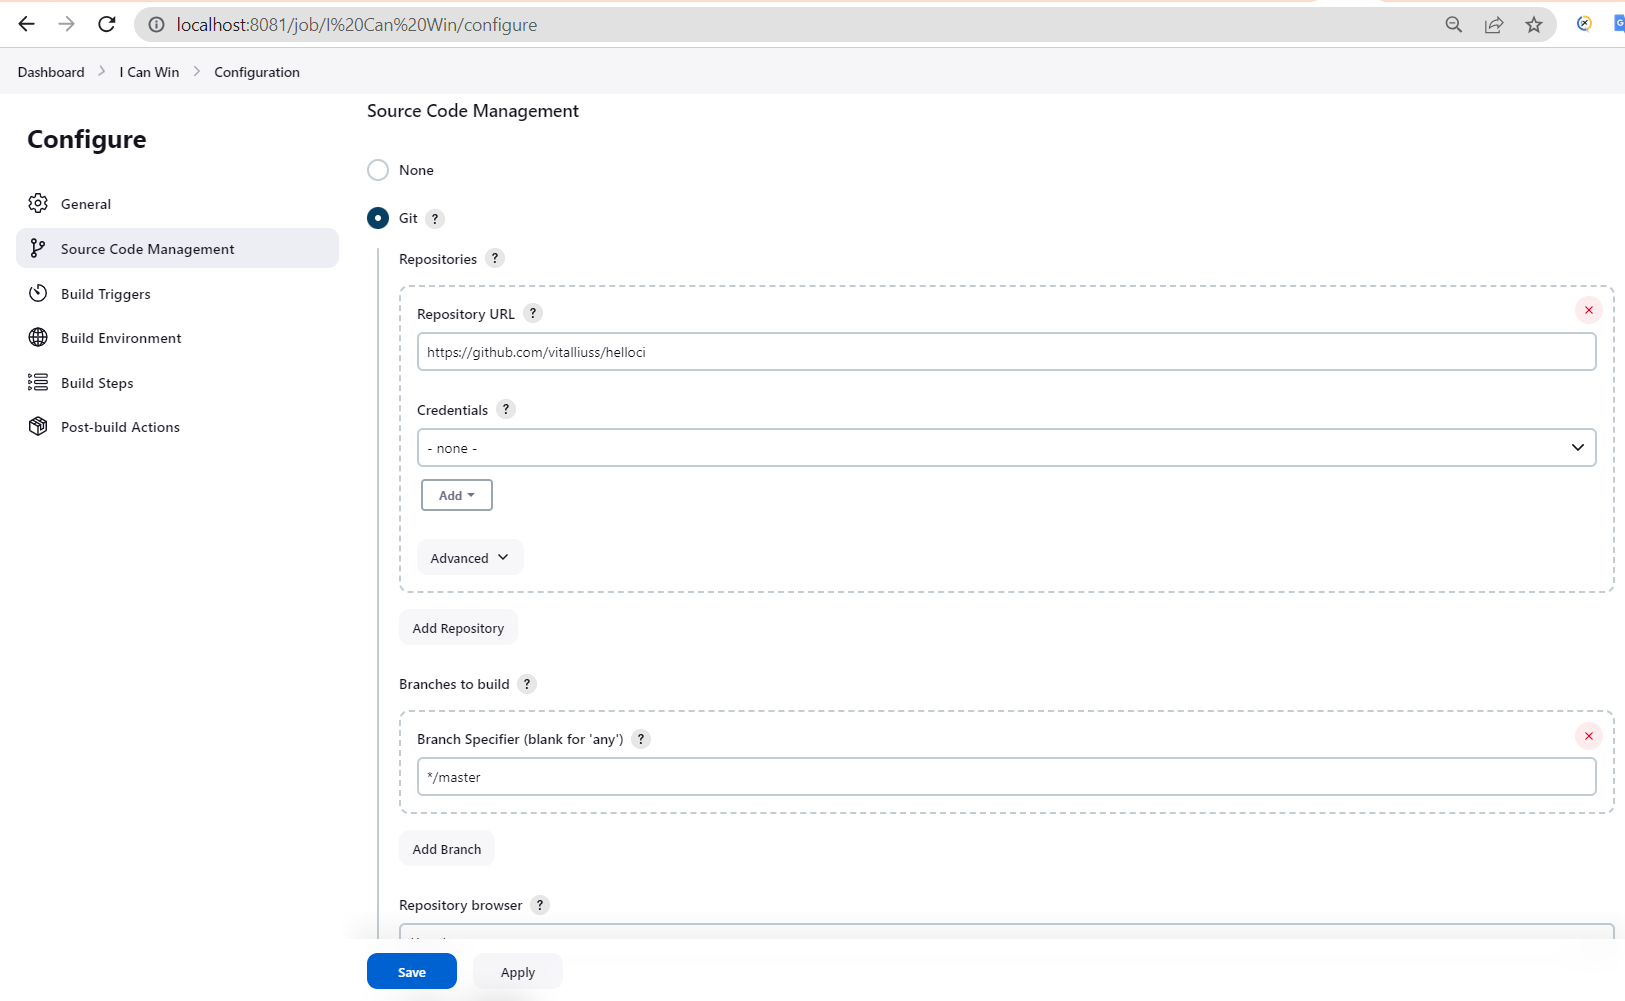 localhost:8081/job/I%20Can%20Win/configure
Dashboard > I Can Win > Configuration
Configure
General
Source Code Management
Build Triggers
Build Environment
Build Steps
Post-build Actions
Source Code Management
None
Git ?
Repositories ?
Repository URL ?
https://github.com/vitalliuss/helloci
Credentials ?
- none -
Add
Advanced
Add Repository
Branches to build ?
Branch Specifier (blank for 'any') ?
*/master
Add Branch
Repository browser ?
Save
Apply